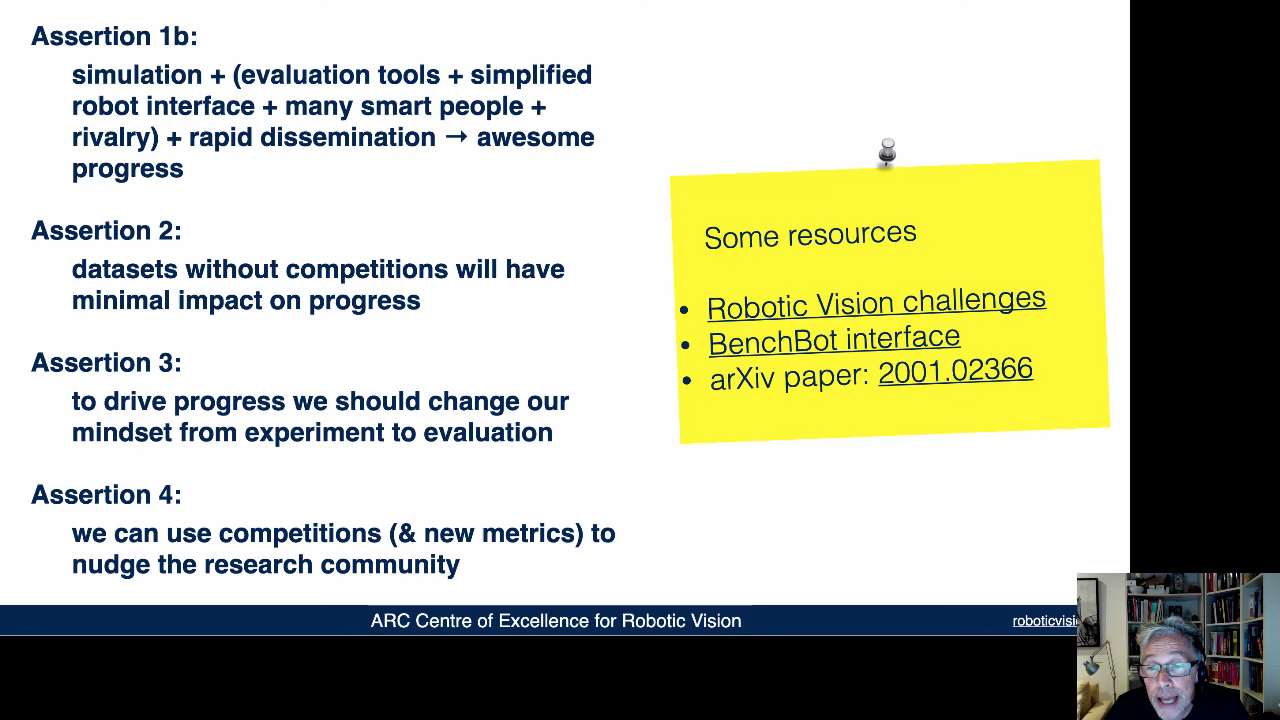 Assertion 1b:
simulation + (evaluation tools + simplified
robot interface + many smart people +
rivalry) + rapid dissemination → awesome
progress
Assertion 2:
datasets without competitions will have
minimal impact on progress
Assertion 3:
to drive progress we should change our
mindset from experiment to evaluation
Assertion 4:
we can use competitions (& new metrics) to
nudge the research community
Some resources
• Robotic Vision challenges
• BenchBot interface
• arXiv paper: 2001.02366
ARC Centre of Excellence for Robotic Vision